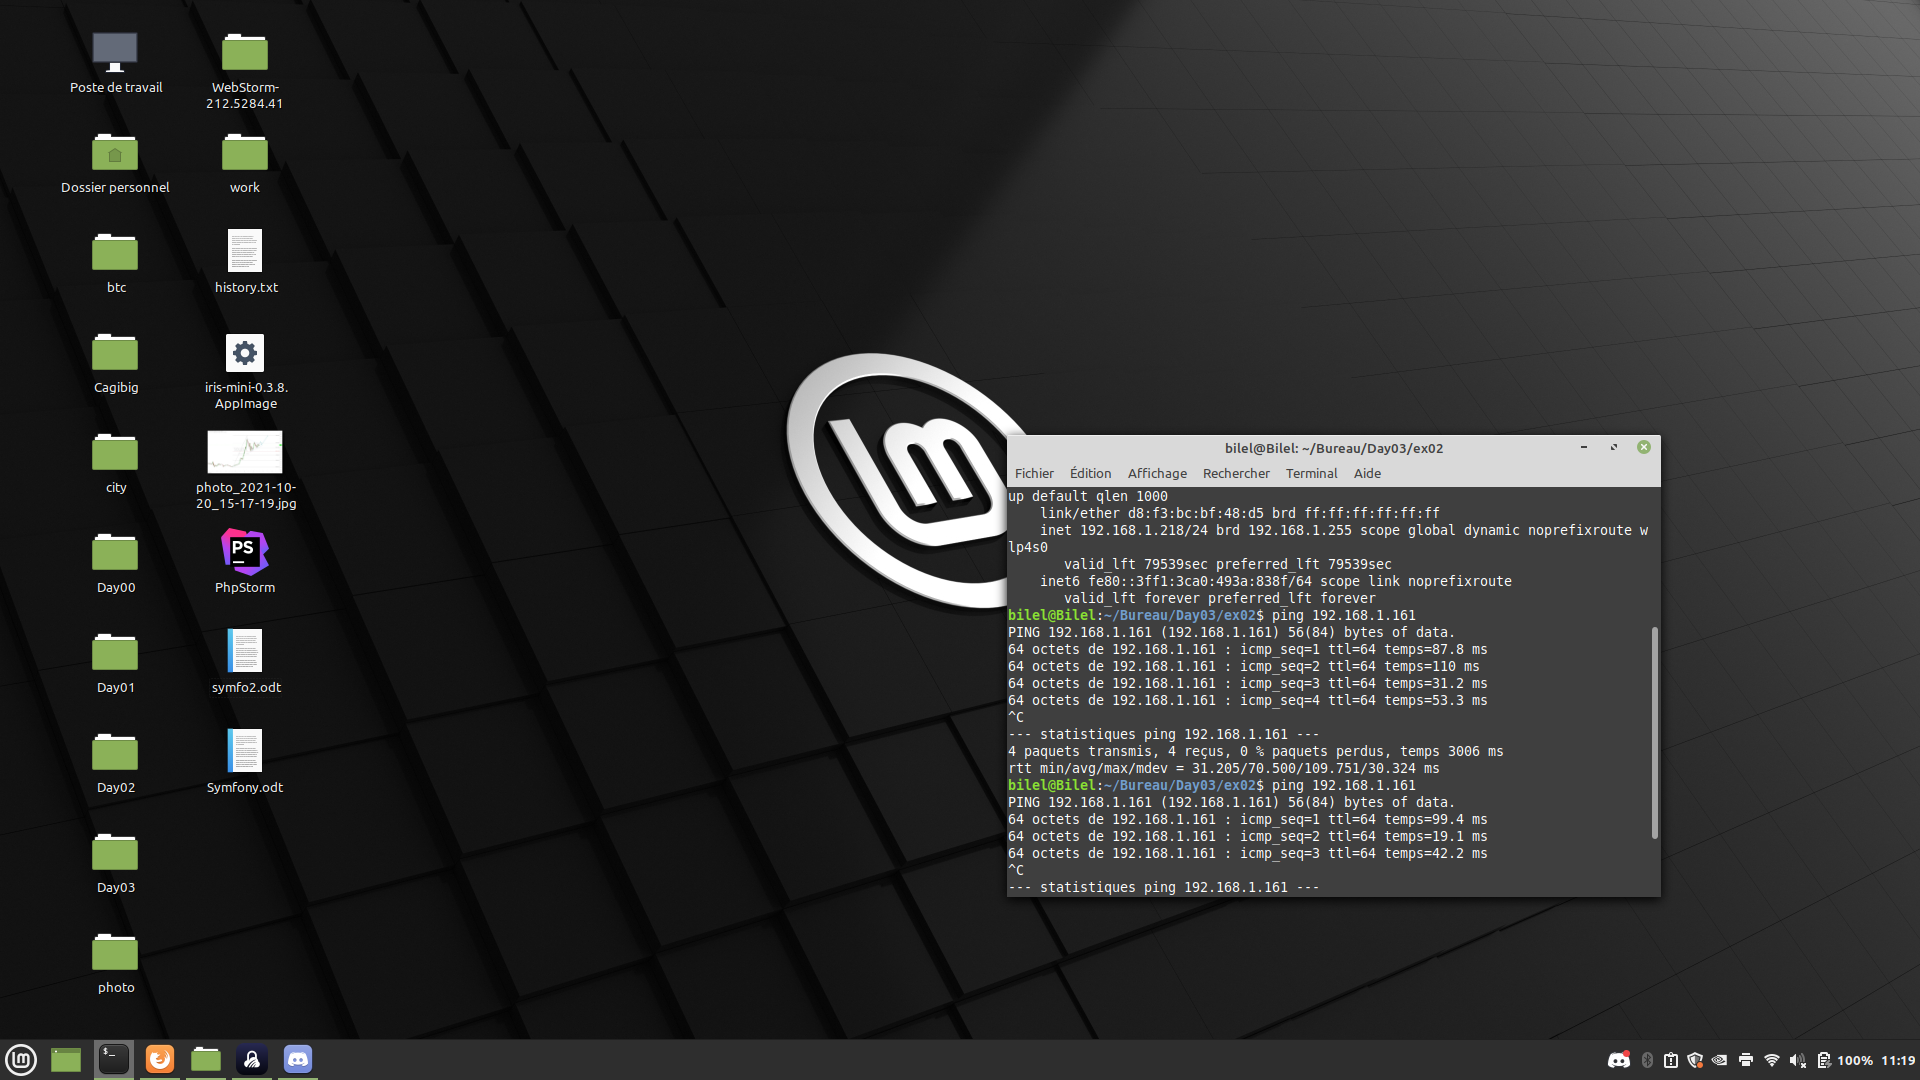 Poste de travail
Dossier personnel
btc
Cagibig
city
Day00
Day01
Day02
Day03
photo
WebStorm-
212.5284.41
work
history.txt
iris-mini-0.3.8.
AppImage
photo_2021-10-
20_15-17-19.jpg
PS
PhpStorm
symfo2.odt
Symfony.odt
bilel@Bilel: ~/Bureau/Day03/ex02
Fichier Édition Affichage Rechercher Terminal Aide
up default qlen 1000
link/ether d8:f3:bc:bf:48:d5 brd ff:ff:ff:ff:ff:ff
inet 192.168.1.218/24 brd 192.168.1.255 scope global dynamic noprefixroute w
lp4s0
valid_lft 79539sec preferred_lft 79539sec
inet6 fe80::3ff1:3ca0:493a:838f/64 scope link noprefixroute
valid_lft forever preferred_lft forever
bilel@Bilel:~/Bureau/Day03/ex02$ ping 192.168.1.161
PING 192.168.1.161 (192.168.1.161) 56(84) bytes of data.
64 octets de 192.168.1.161 : icmp_seq=1 ttl=64 temps=87.8 ms
64 octets de 192.168.1.161 : icmp_seq=2 ttl=64 temps=110 ms
64 octets de 192.168.1.161 : icmp_seq=3 ttl=64 temps=31.2 ms
64 octets de 192.168.1.161 : icmp_seq=4 ttl=64 temps=53.3 ms
^C
--- statistiques ping 192.168.1.161 ---
4 paquets transmis, 4 reçus, 0 % paquets perdus, temps 3006 ms
rtt min/avg/max/mdev = 31.205/70.500/109.751/30.324 ms
bilel@Bilel:~/Bureau/Day03/ex02$ ping 192.168.1.161
PING 192.168.1.161 (192.168.1.161) 56(84) bytes of data.
64 octets de 192.168.1.161 : icmp_seq=1 ttl=64 temps=99.4 ms
64 octets de 192.168.1.161 : icmp_seq=2 ttl=64 temps=19.1 ms
64 octets de 192.168.1.161 : icmp_seq=3 ttl=64 temps=42.2 ms
^C
--- statistiques ping 192.168.1.161 ---
100% 11:19